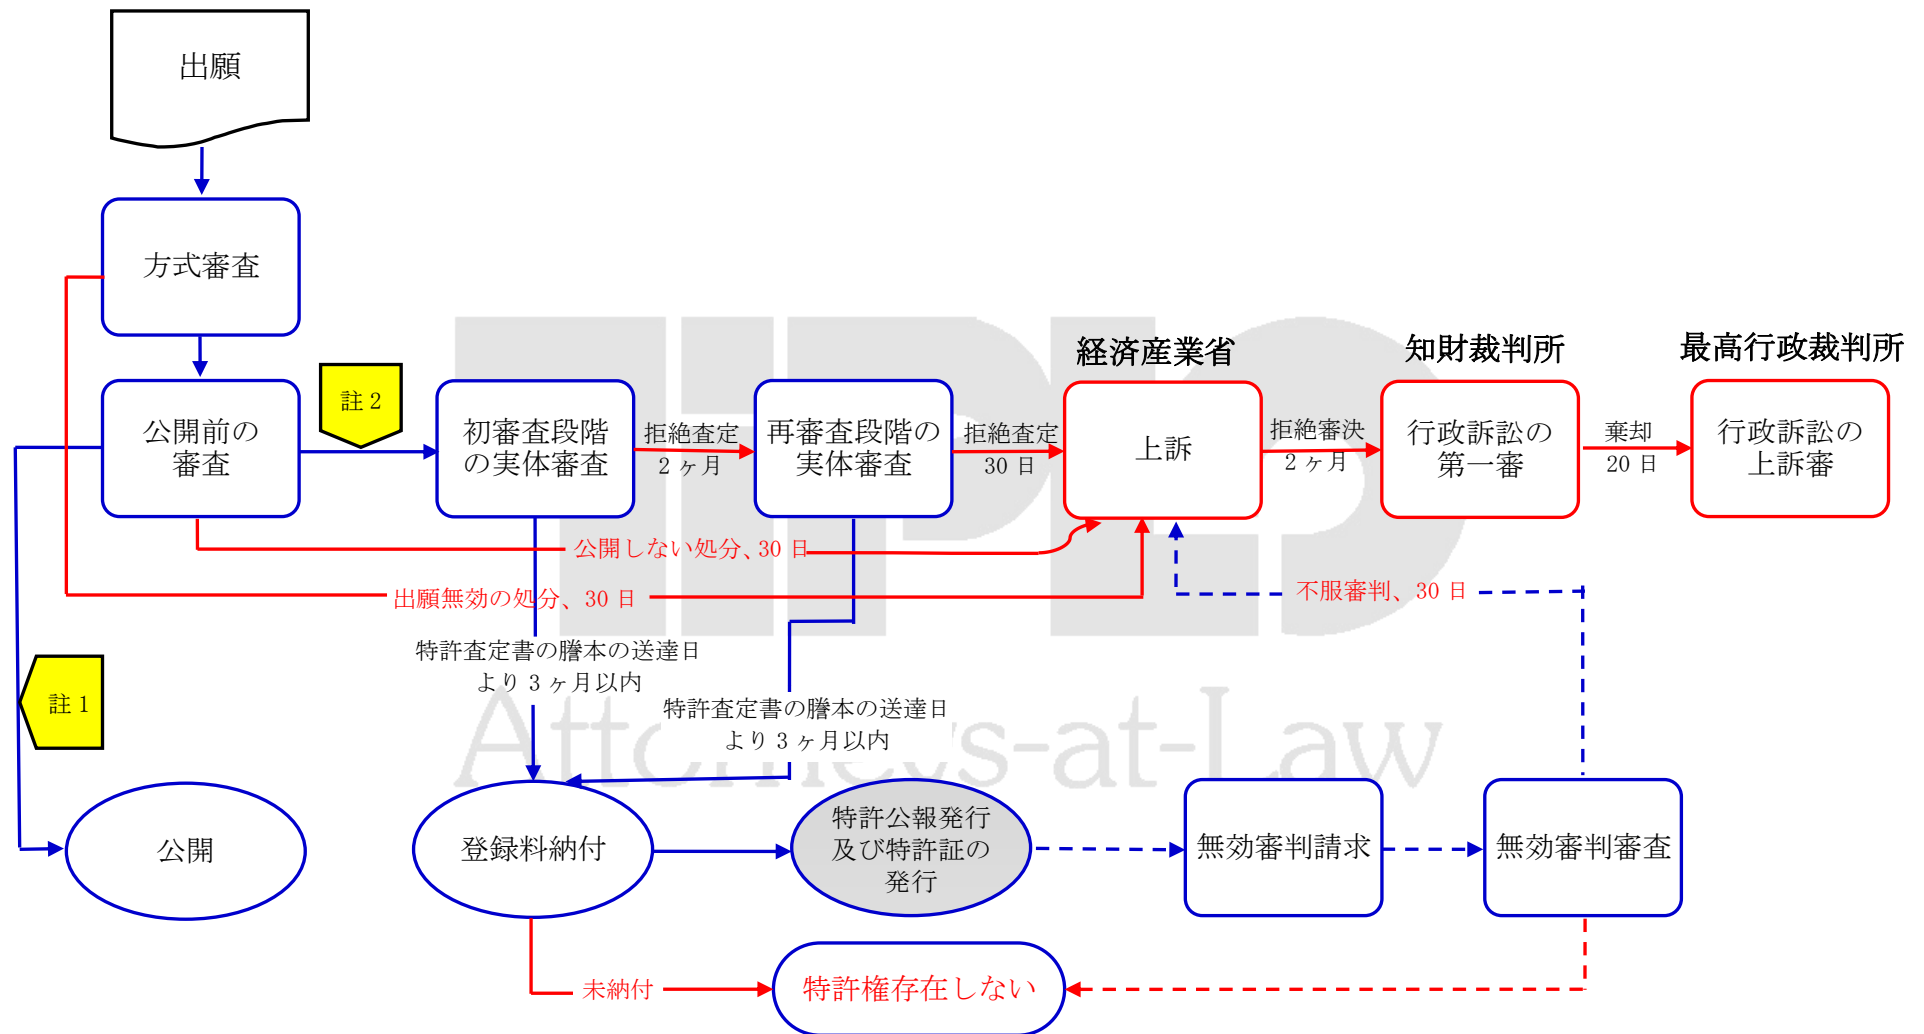 出願
方式審査
経済産業省
知財裁判所
最高行政裁判所
公開前の
審査
註 2
初審査段階
の実体審査
拒絶査定
2 ヶ月
再審査段階の
実体審査
拒絶査定
30 日
上訴
拒絶審決
2 ヶ月
行政訴訟の
第一審
棄却
20 日
行政訴訟の
上訴審
公開しない処分、30 日
出願無効の処分、30 日
不服審判、30 日
特許査定書の謄本の送達日
より 3 ヶ月以内
註 1
特許査定書の謄本の送達日
より 3 ヶ月以内
Attorneys-at-Law
公開
登録料納付
特許公報発行
及び特許証の
発行
無効審判請求
無効審判審査
未納付
特許権存在しない